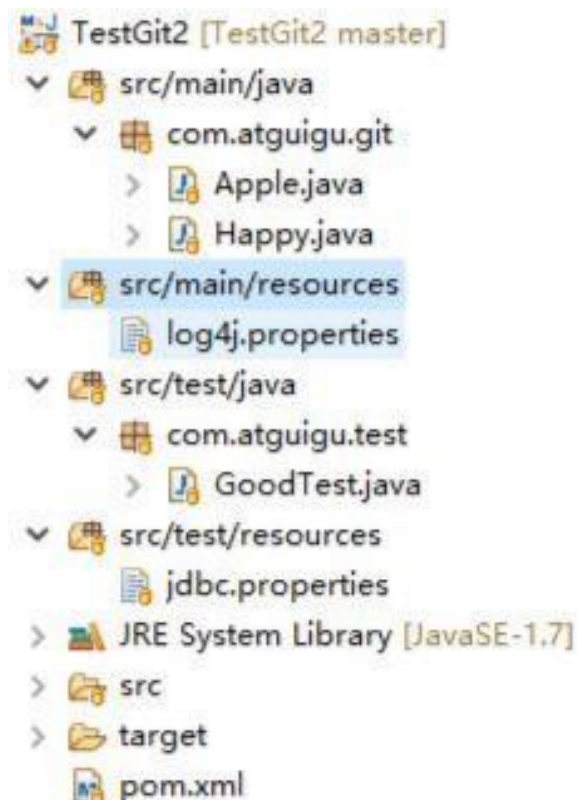 TestGit2 [TestGit2 master]
src/main/java
com.atguigu.git
Apple.java
Happy.java
src/main/resources
log4j.properties
src/test/java
com.atguigu.test
GoodTest.java
src/test/resources
jdbc.properties
JRE System Library [JavaSE-1.7]
src
target
pom.xml